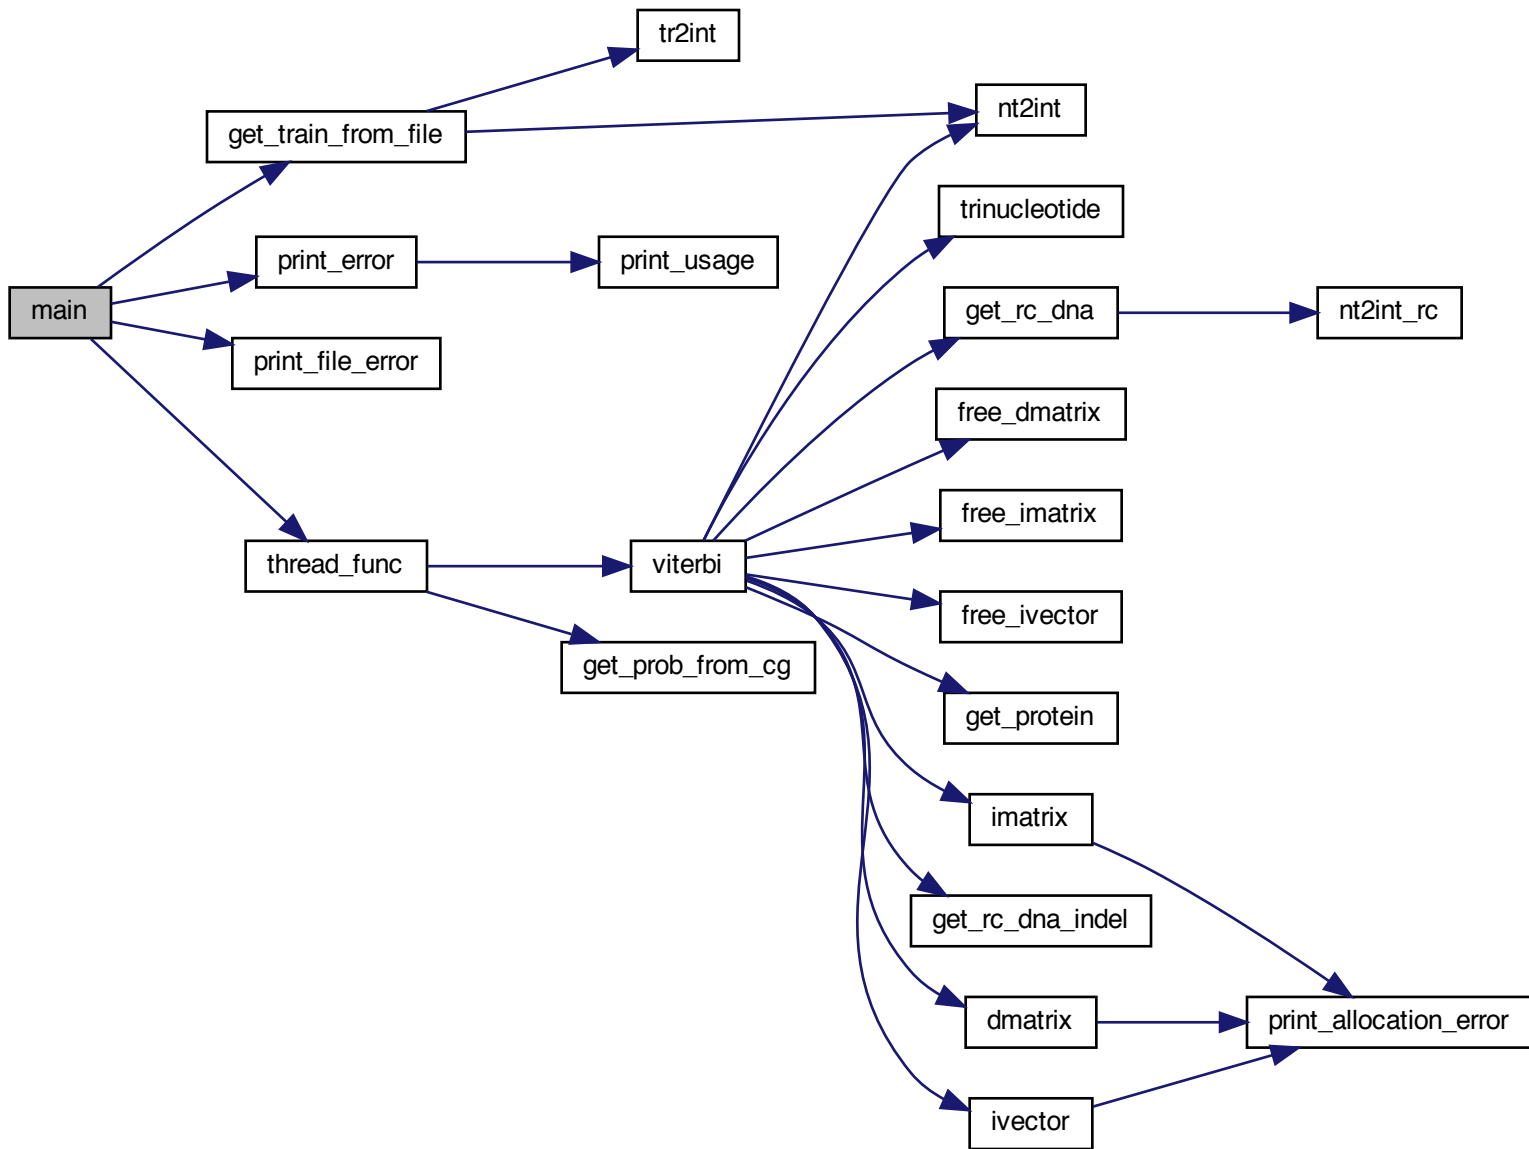 tr2int
nt2int
get_train_from_file
trinucleotide
print_error
print_usage
main
get_rc_dna
nt2int_rc
print_file_error
free_dmatrix
free_imatrix
thread_func
viterbi
free_ivector
get_prob_from_cg
get_protein
imatrix
get_rc_dna_indel
dmatrix
print_allocation_error
ivector